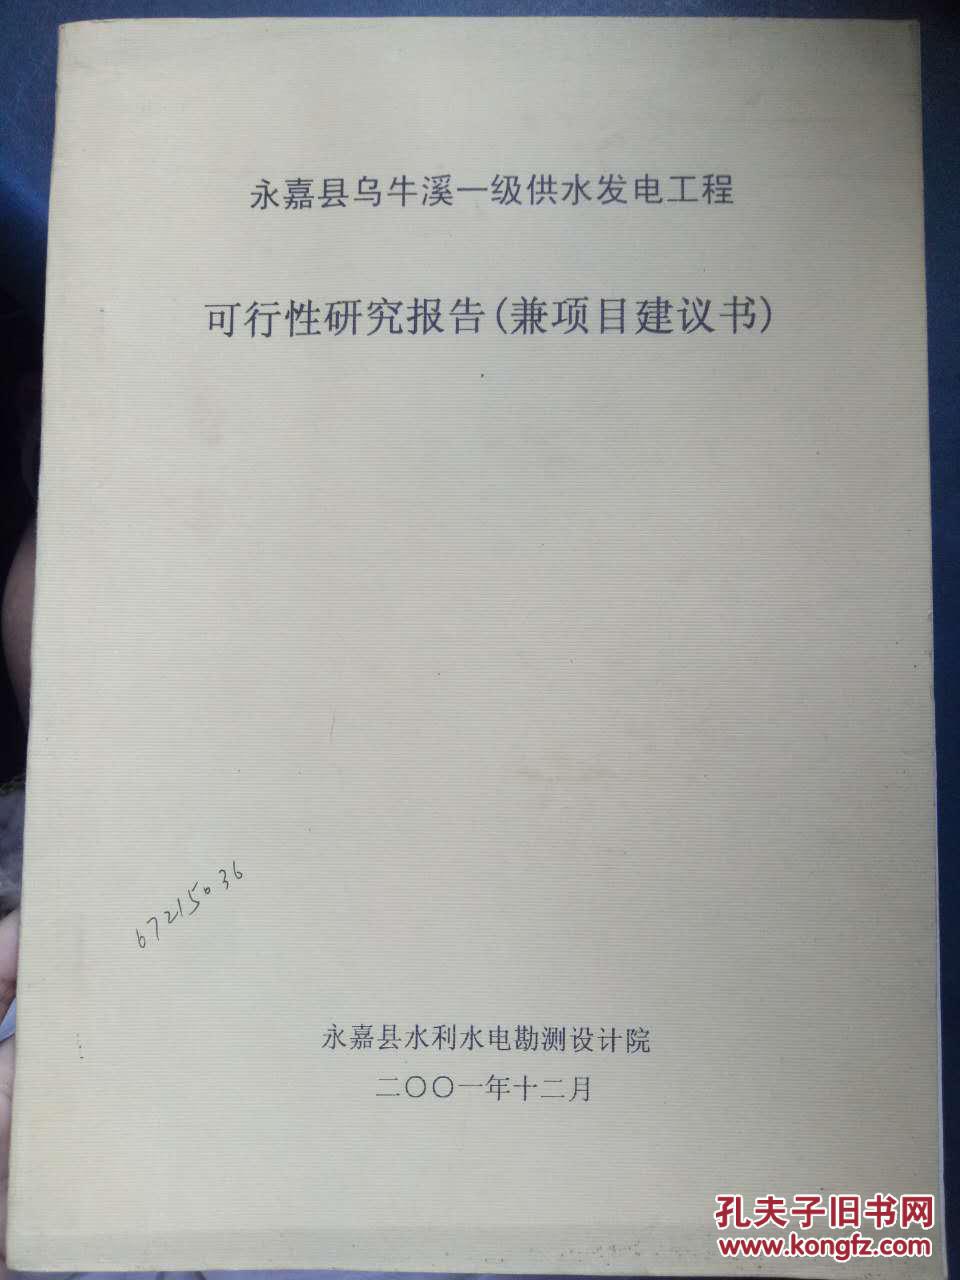 永嘉县乌牛溪一级供水发电工程
可行性研究报告(兼项目建议书)
67215036
永嘉县水利水电勘测设计院
二〇〇一年十二月
孔夫子旧书网
www.kongfz.com